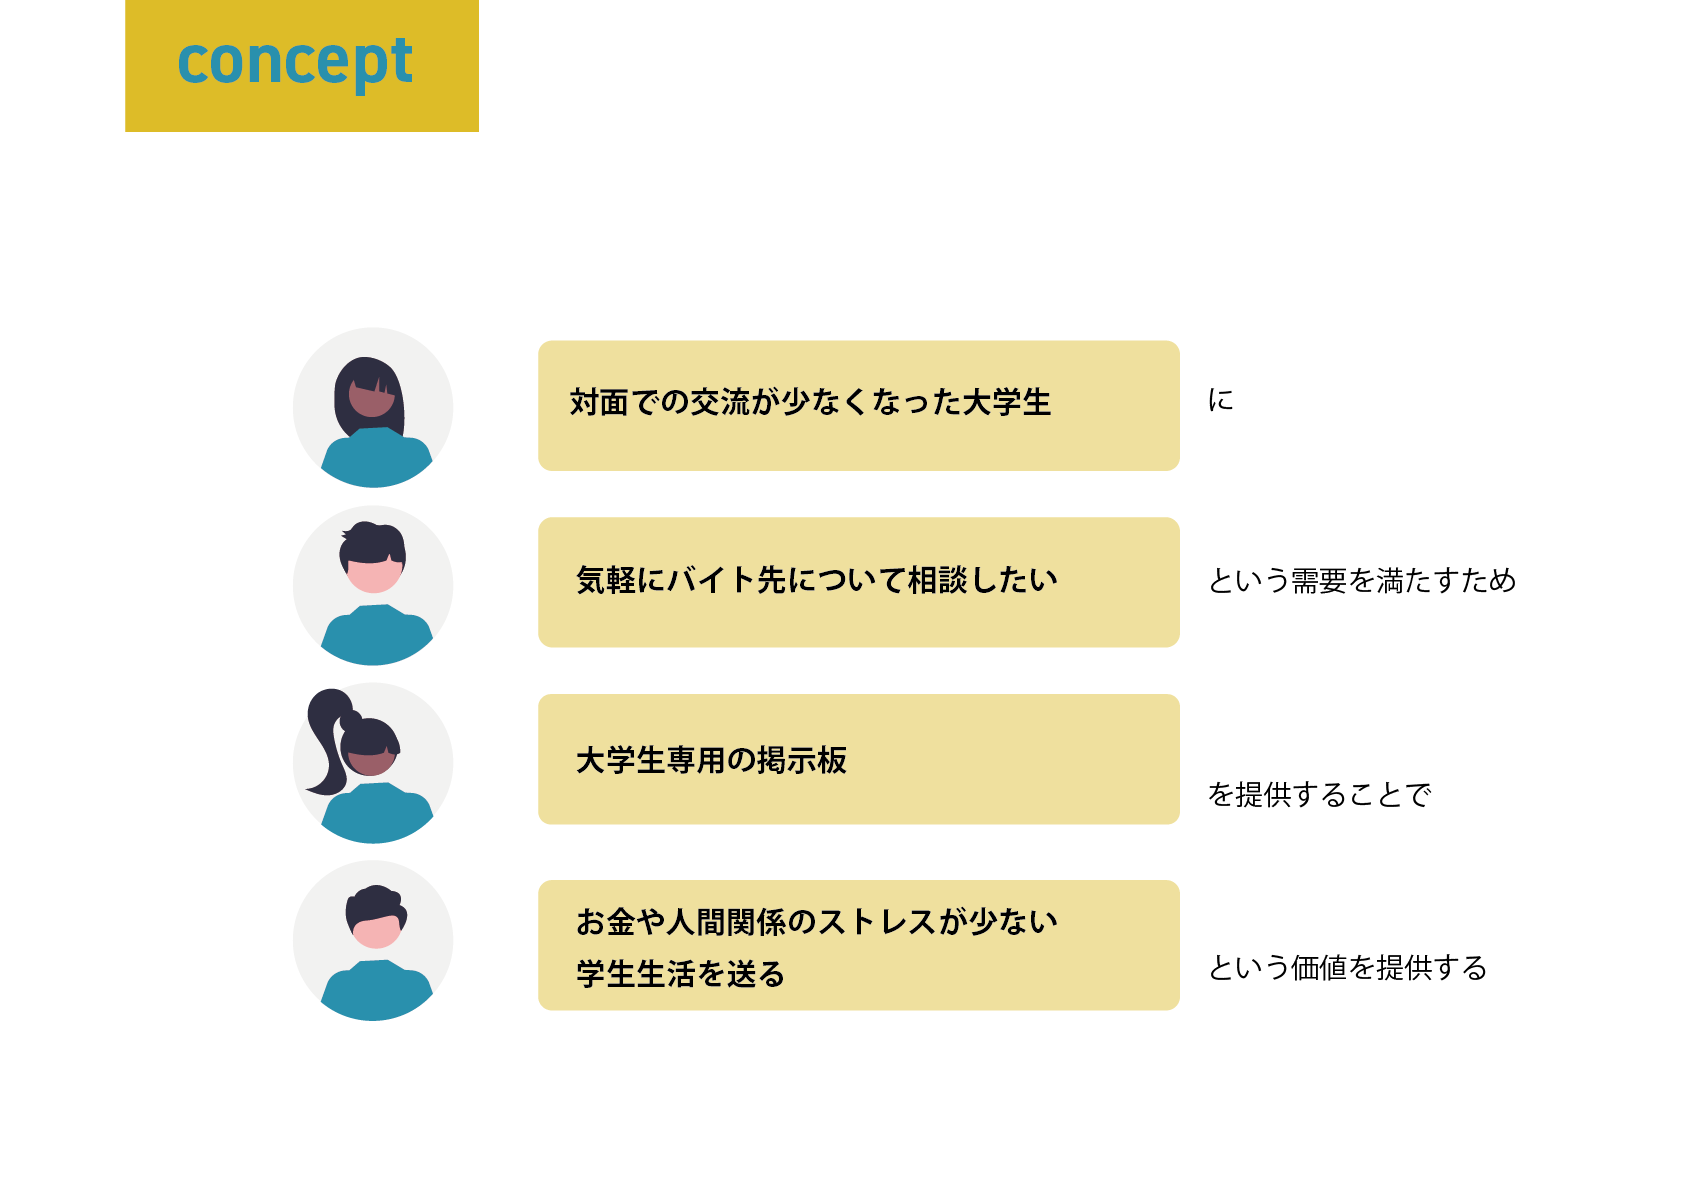 concept
対面での交流が少なくなった大学生
に
気軽にバイト先について相談したい
という需要を満たすため
大学生専用の掲示板
を提供することで
お金や人間関係のストレスが少ない
学生生活を送る
という価値を提供する